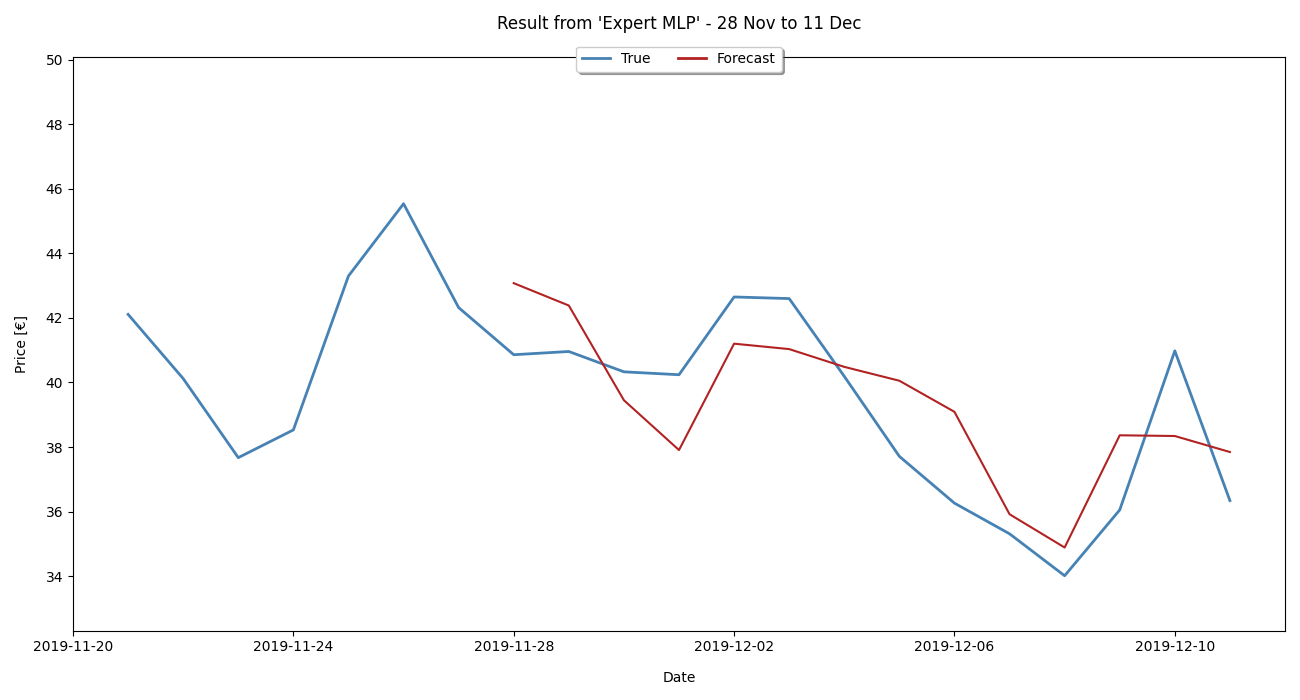 Result from 'Expert MLP' - 28 Nov to 11 Dec
True Forecast
50
48
46
44
42
40
38
36
34
Price [€]
2019-11-20 2019-11-24 2019-11-28 2019-12-02 2019-12-06 2019-12-10
Date